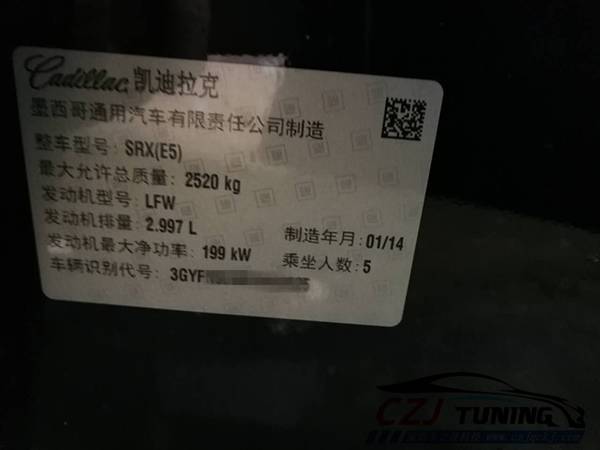 Cadillac 凯迪拉克
墨西哥通用汽车有限责任公司制造
整车型号: SRX(E5)
最大允许总质量: 2520 kg
发动机型号: LFW
发动机排量: 2.997 L
制造年月: 01/14
发动机最大净功率: 199 kW
乘坐人数: 5
车辆识别代号: 3GYF
CZJ TUNING